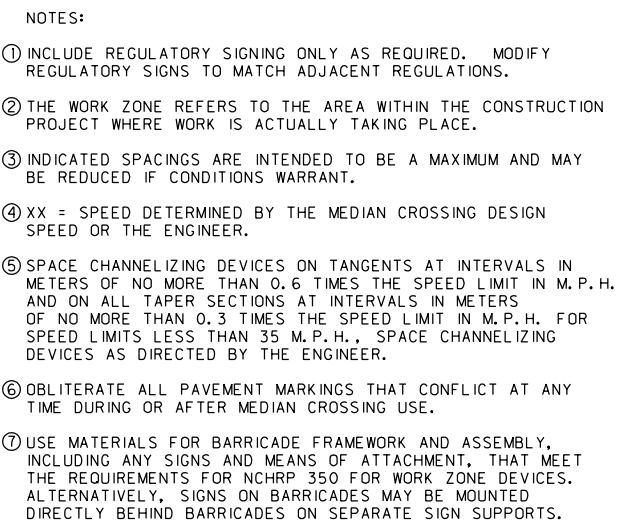 NOTES:
① INCLUDE REGULATORY SIGNING ONLY AS REQUIRED. MODIFY
REGULATORY SIGNS TO MATCH ADJACENT REGULATIONS.
② THE WORK ZONE REFERS TO THE AREA WITHIN THE CONSTRUCTION
PROJECT WHERE WORK IS ACTUALLY TAKING PLACE.
③ INDICATED SPACINGS ARE INTENDED TO BE A MAXIMUM AND MAY
BE REDUCED IF CONDITIONS WARRANT.
④ XX = SPEED DETERMINED BY THE MEDIAN CROSSING DESIGN
SPEED OR THE ENGINEER.
⑤ SPACE CHANNELIZING DEVICES ON TANGENTS AT INTERVALS IN
METERS OF NO MORE THAN 0.6 TIMES THE SPEED LIMIT IN M.P.H.
AND ON ALL TAPER SECTIONS AT INTERVALS IN METERS
OF NO MORE THAN 0.3 TIMES THE SPEED LIMIT IN M.P.H. FOR
SPEED LIMITS LESS THAN 35 M.P.H., SPACE CHANNELIZING
DEVICES AS DIRECTED BY THE ENGINEER.
⑥ OBLITERATE ALL PAVEMENT MARKINGS THAT CONFLICT AT ANY
TIME DURING OR AFTER MEDIAN CROSSING USE.
⑦ USE MATERIALS FOR BARRICADE FRAMEWORK AND ASSEMBLY,
INCLUDING ANY SIGNS AND MEANS OF ATTACHMENT, THAT MEET
THE REQUIREMENTS FOR NCHRP 350 FOR WORK ZONE DEVICES.
ALTERNATIVELY, SIGNS ON BARRICADES MAY BE MOUNTED
DIRECTLY BEHIND BARRICADES ON SEPARATE SIGN SUPPORTS.